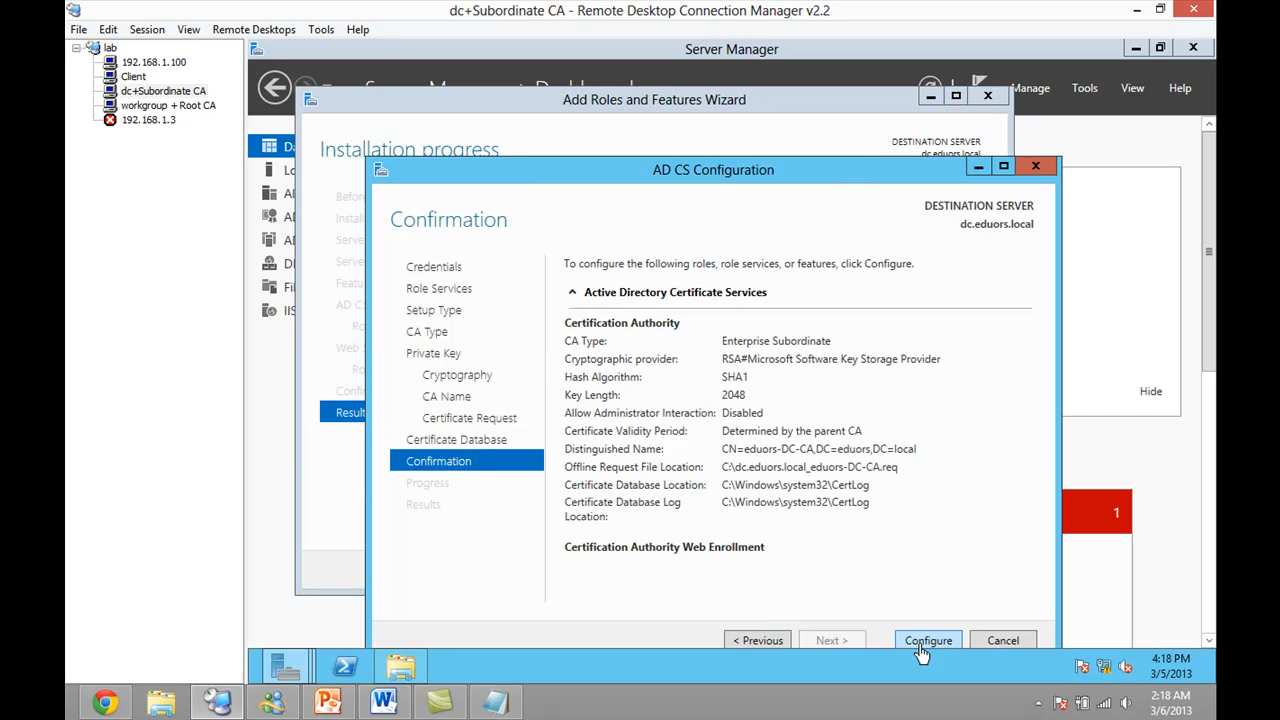 dc+Subordinate CA - Remote Desktop Connection Manager v2.2
File Edit Session View Remote Desktops Tools Help
lab
192.168.1.100
Client
dc+Subordinate CA
workgroup + Root CA
192.168.1.3
Server Manager
Manage Tools View Help
Add Roles and Features Wizard
Installation progress
DESTINATION SERVER
dc.eduors.local
AD CS Configuration
Confirmation
DESTINATION SERVER
dc.eduors.local
Credentials
Role Services
Setup Type
CA Type
Private Key
Cryptography
CA Name
Certificate Request
Certificate Database
Confirmation
Progress
Results
To configure the following roles, role services, or features, click Configure.
Active Directory Certificate Services
Certification Authority
CA Type: Enterprise Subordinate
Cryptographic provider: RSA#Microsoft Software Key Storage Provider
Hash Algorithm: SHA1
Key Length: 2048
Allow Administrator Interaction: Disabled
Certificate Validity Period: Determined by the parent CA
Distinguished Name: CN=eduors-DC-CA,DC=eduors,DC=local
Offline Request File Location: C:\dc.eduors.local_eduors-DC-CA.req
Certificate Database Location: C:\Windows\system32\CertLog
Certificate Database Log Location: C:\Windows\system32\CertLog
Certification Authority Web Enrollment
< Previous Next > Configure Cancel
Hide
1
4:18 PM
3/5/2013
2:18 AM
3/6/2013